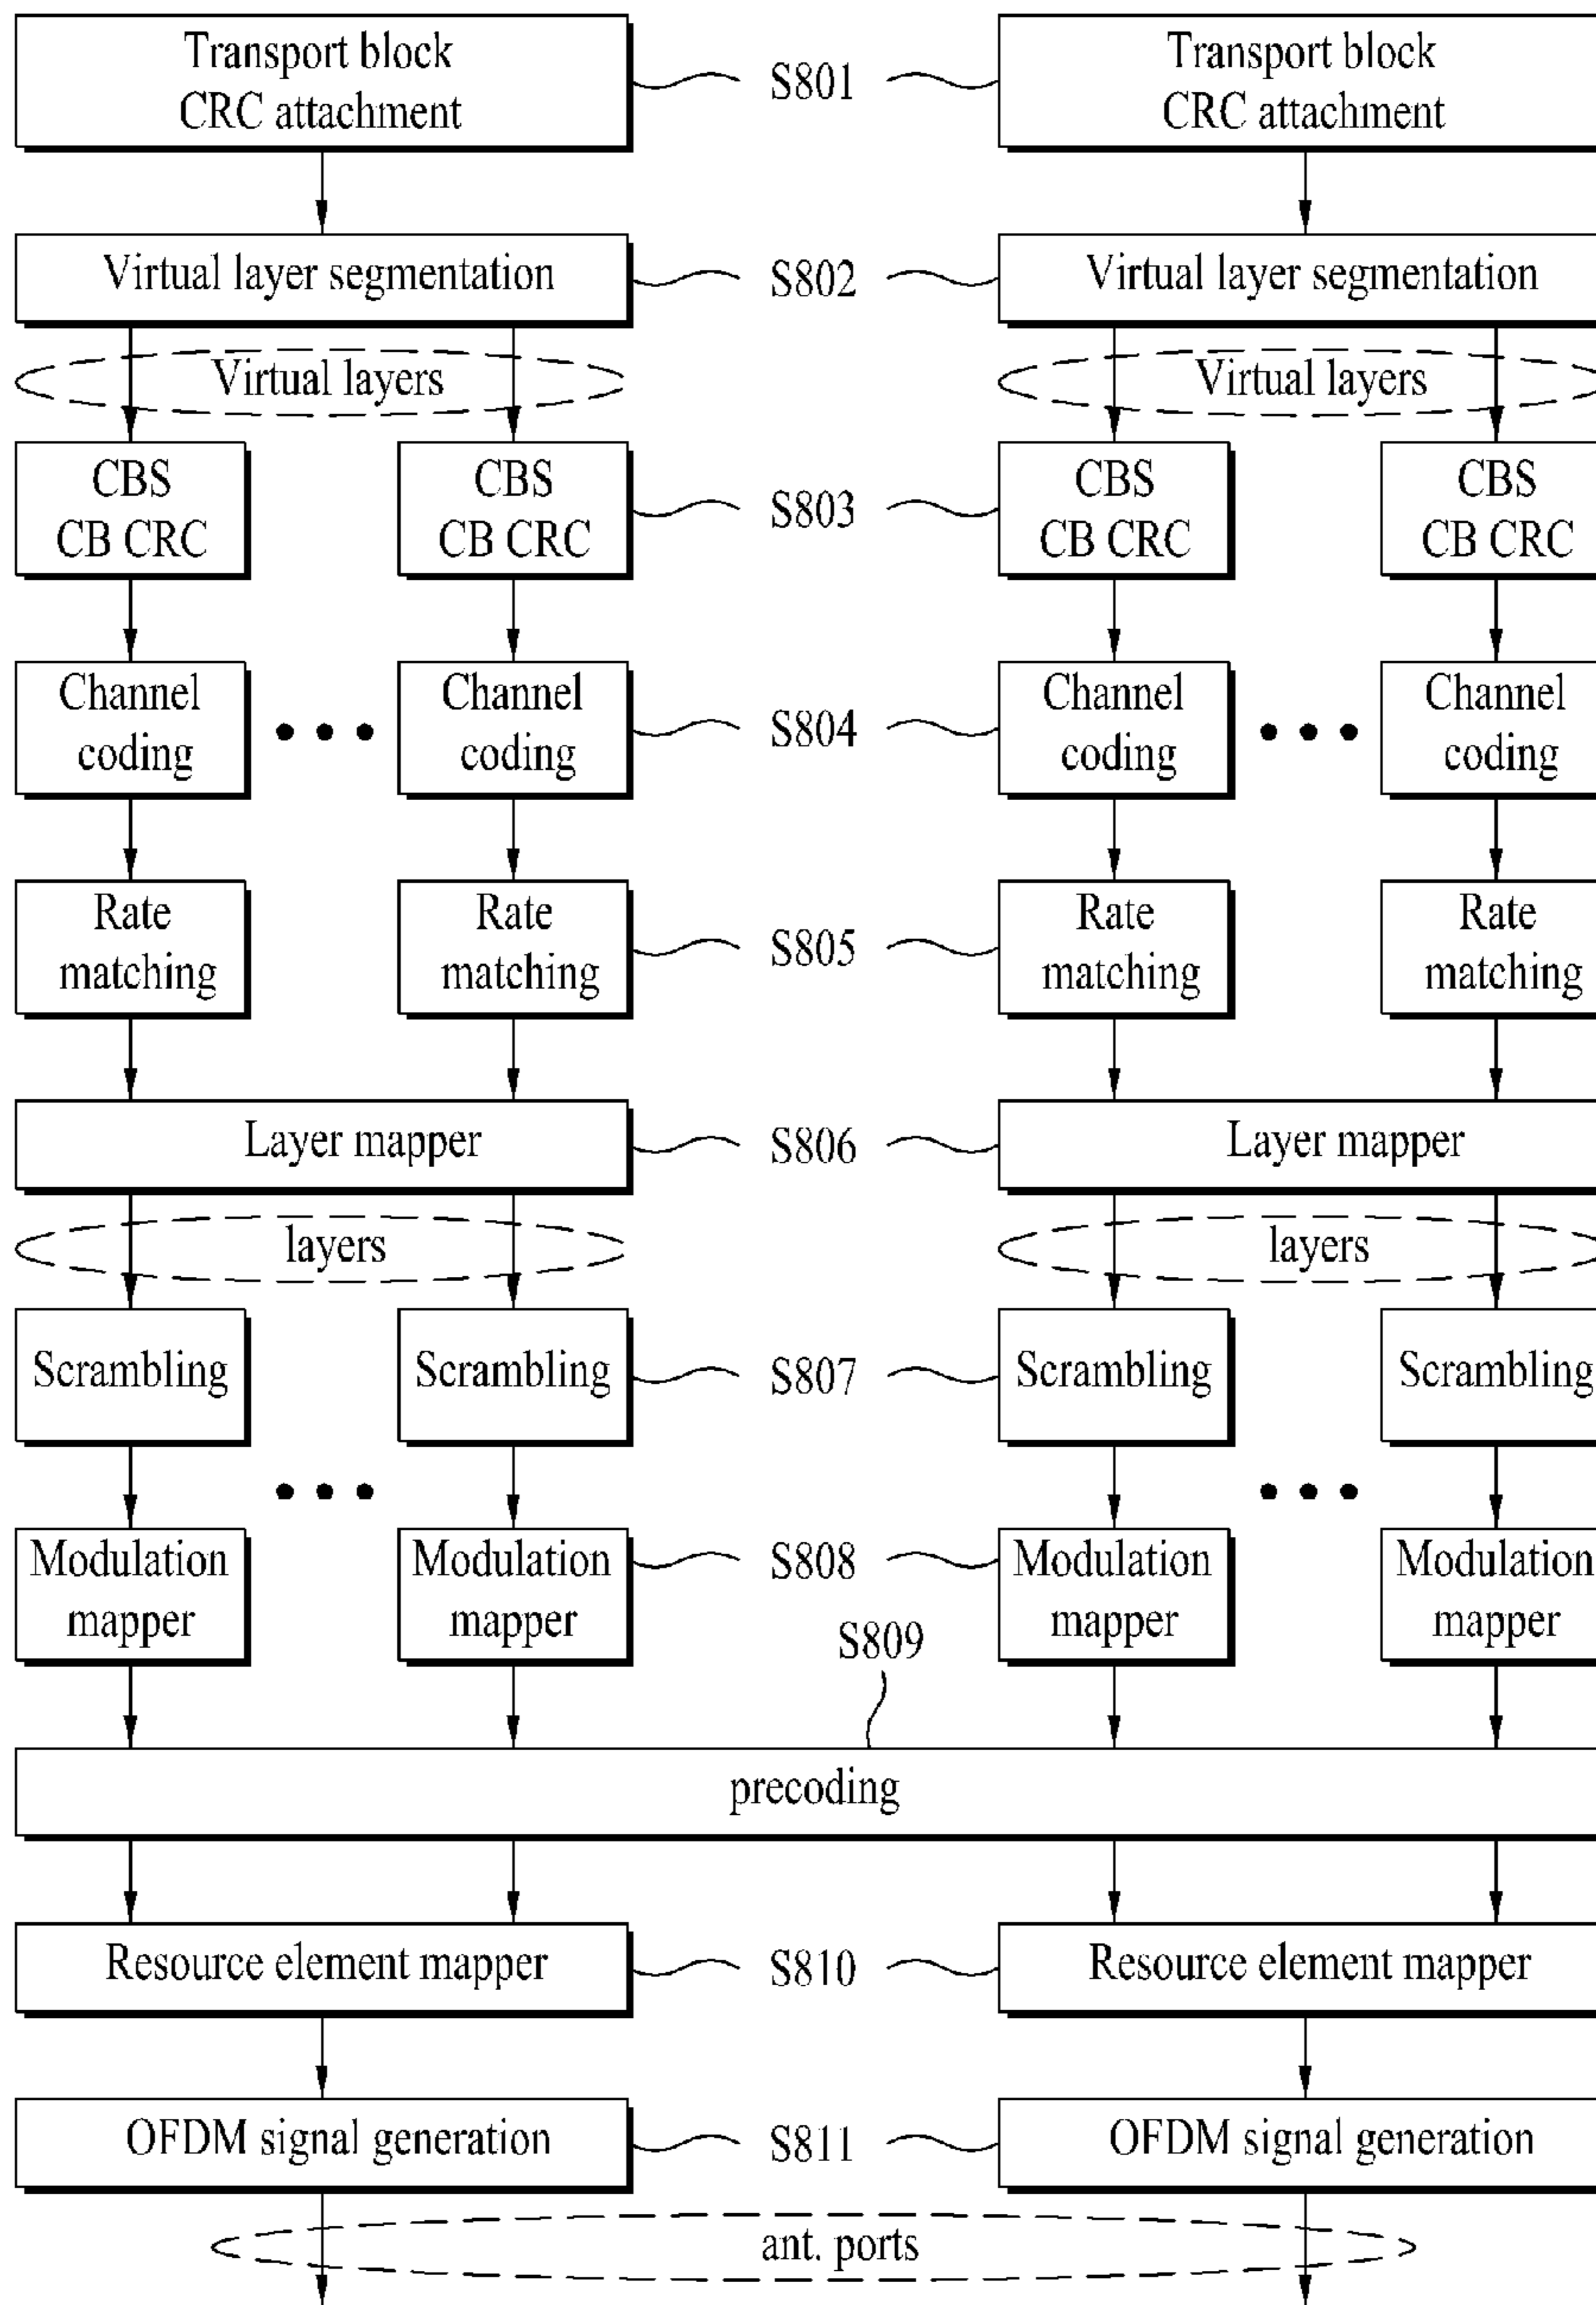 Transport block
CRC attachment
S801
Transport block
CRC attachment
Virtual layer segmentation
S802
Virtual layer segmentation
Virtual layers
Virtual layers
CBS
CB CRC
CBS
CB CRC
S803
CBS
CB CRC
CBS
CB CRC
Channel
coding
Channel
coding
S804
Channel
coding
Channel
coding
Rate
matching
Rate
matching
S805
Rate
matching
Rate
matching
Layer mapper
S806
Layer mapper
layers
layers
Scrambling
Scrambling
S807
Scrambling
Scrambling
Modulation
mapper
Modulation
mapper
S808
Modulation
mapper
Modulation
mapper
S809
precoding
Resource element mapper
S810
Resource element mapper
OFDM signal generation
S811
OFDM signal generation
ant. ports